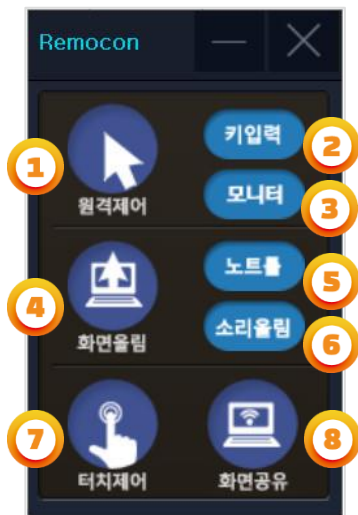 Remocon
1
원격제어
키입력
2
모니터
3
4
화면올림
노트툴
5
소리올림
6
7
터치제어
화면공유
8